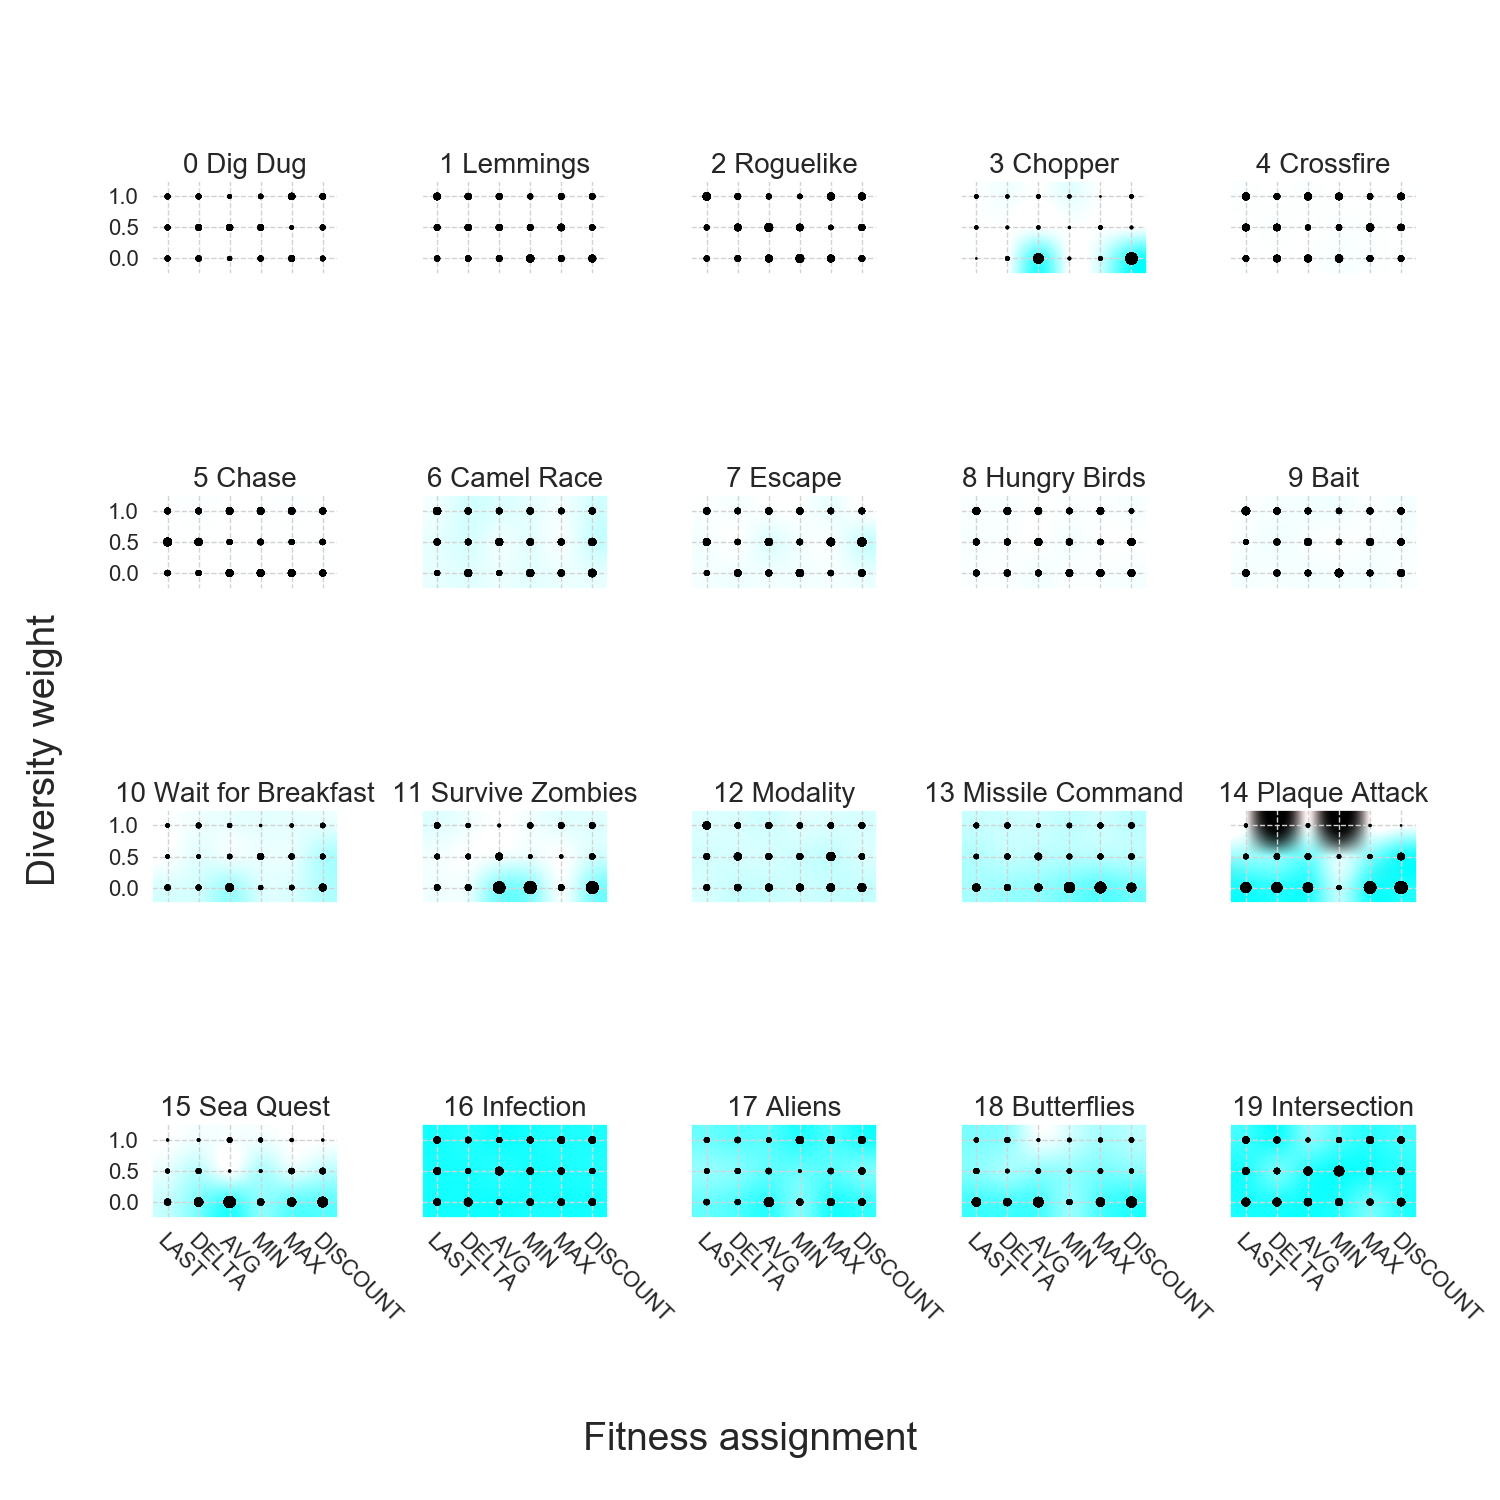 0 Dig Dug
1 Lemmings
2 Roguelike
3 Chopper
4 Crossfire
1.0
0.5
0.0
5 Chase
6 Camel Race
7 Escape
8 Hungry Birds
9 Bait
1.0
0.5
0.0
Diversity weight
10 Wait for Breakfast
11 Survive Zombies
12 Modality
13 Missile Command
14 Plaque Attack
1.0
0.5
0.0
15 Sea Quest
16 Infection
17 Aliens
18 Butterflies
19 Intersection
1.0
0.5
0.0
LAST
DELTA
AVG
MIN
MAX
DISCOUNT
LAST
DELTA
AVG
MIN
MAX
DISCOUNT
LAST
DELTA
AVG
MIN
MAX
DISCOUNT
LAST
DELTA
AVG
MIN
MAX
DISCOUNT
LAST
DELTA
AVG
MIN
MAX
DISCOUNT
Fitness assignment